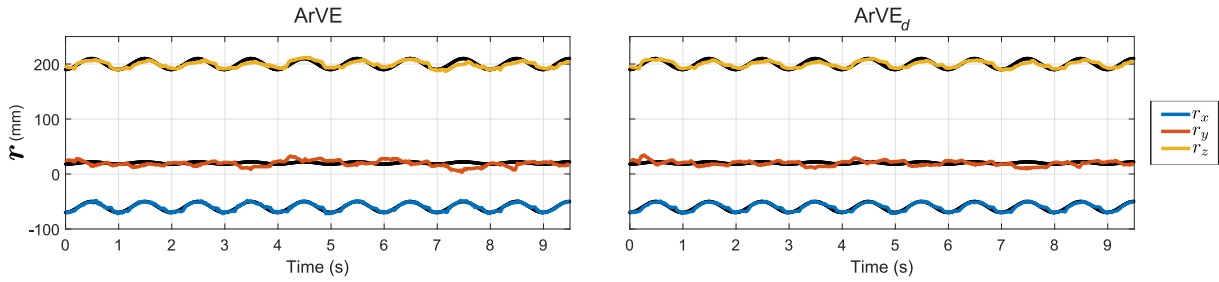 ArVE
ArVE_d
200
100
0
-100
r (mm)
0 1 2 3 4 5 6 7 8 9
0 1 2 3 4 5 6 7 8 9
Time (s)
Time (s)
r_x
r_y
r_z